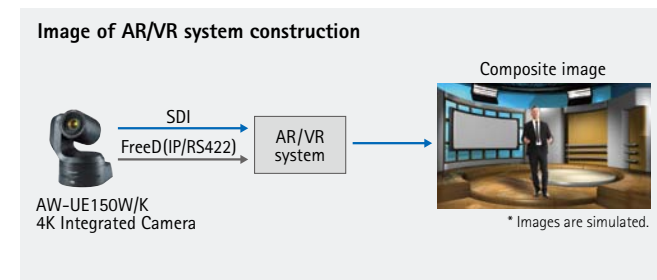 Image of AR/VR system construction
Composite image
SDI
FreeD(IP/RS422)
AR/VR
system
AW-UE150W/K
4K Integrated Camera
* Images are simulated.